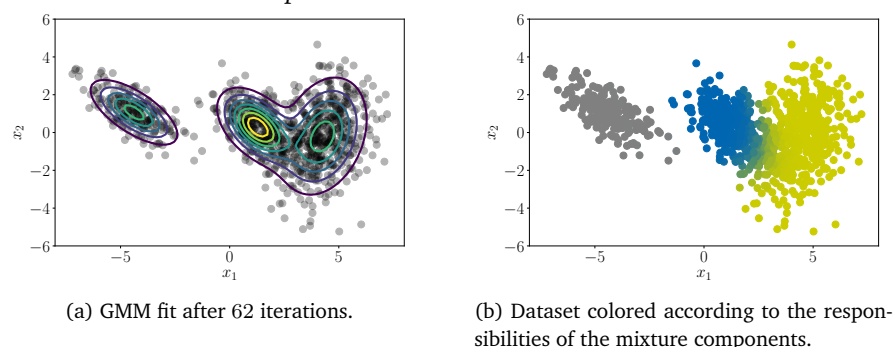 6
4
2
0
−2
−4
−6
x2
−5
0
5
x1
(a) GMM fit after 62 iterations.
6
4
2
0
−2
−4
−6
x2
−5
0
5
x1
(b) Dataset colored according to the respon-
sibilities of the mixture components.